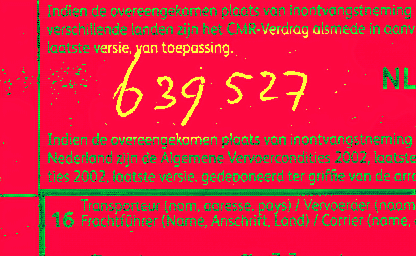 Indien de overeengekomen plaats van inontvangstneming
verschillende landen zijn het CMR-Verdrag alsmede in aanv
laatste versie, van toepassing.
639 527
NL
Indien de overeengekomen plaats van inontvangstneming
Nederland zijn de Algemene Vervoercondities 2002, laatste
ries 2002, laatste versie, gedeponeerd ter griffie van de arro
16 Transporteur (nom, adresse, pays) / Vervoerder (naam
Frachtführer (Name, Anschrift, Land) / Carrier (name,